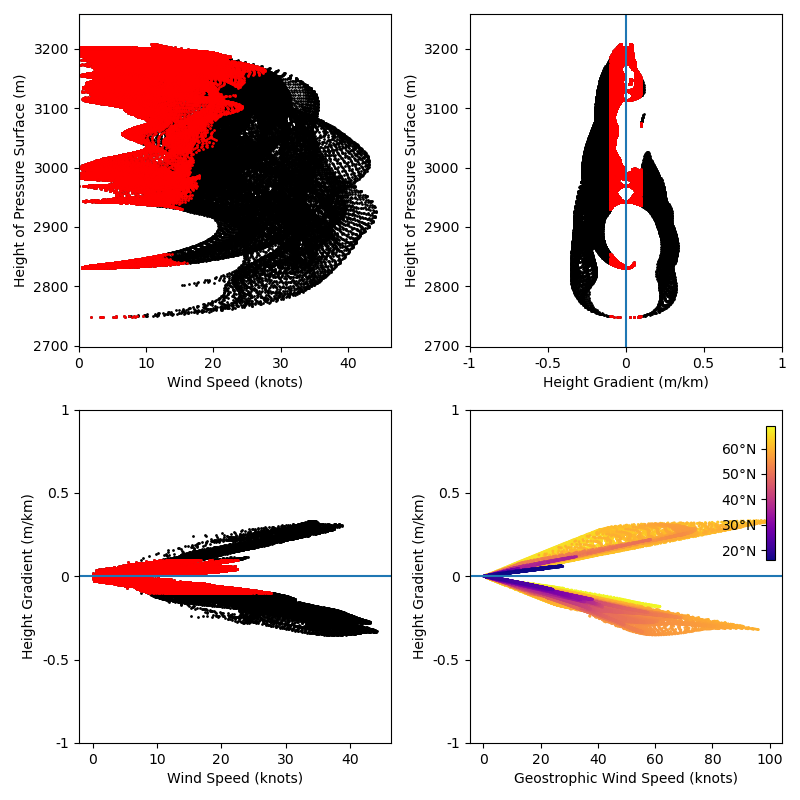 3200
3100
3000
2900
2800
2700
Height of Pressure Surface (m)
0 10 20 30 40
Wind Speed (knots)
3200
3100
3000
2900
2800
2700
Height of Pressure Surface (m)
-1 -0.5 0 0.5 1
Height Gradient (m/km)
1
0.5
0
-0.5
-1
Height Gradient (m/km)
0 10 20 30 40
Wind Speed (knots)
1
0.5
0
-0.5
-1
Height Gradient (m/km)
60°N
50°N
40°N
30°N
20°N
0 20 40 60 80 100
Geostrophic Wind Speed (knots)